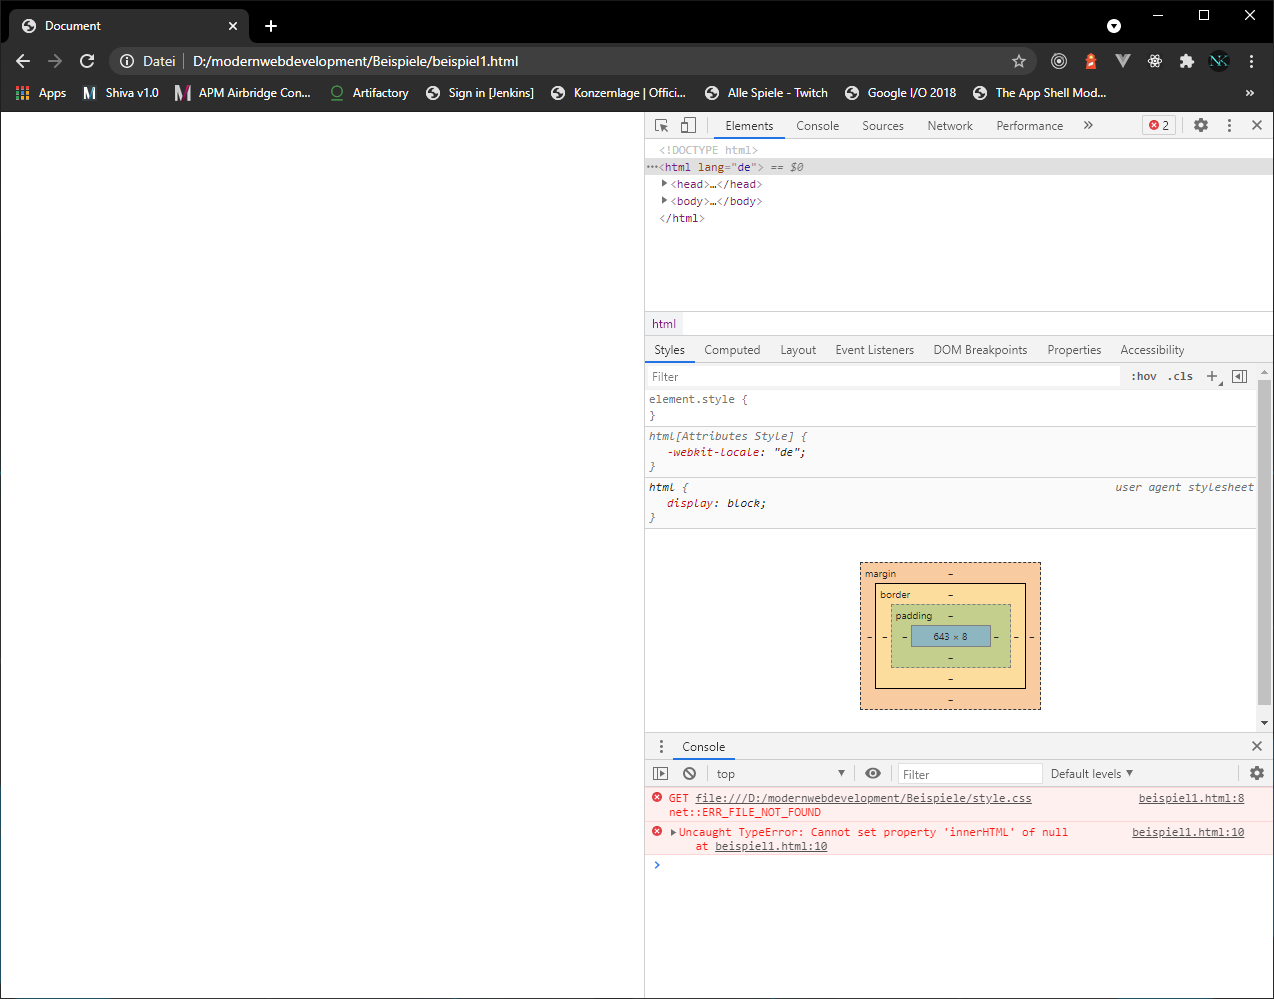 Document
Datei
D:/modernwebdevelopment/Beispiele/beispiel1.html
Apps
Shiva v1.0
APM Airbridge Con...
Artifactory
Sign in [Jenkins]
Konzernlage | Offici...
Alle Spiele - Twitch
Google I/O 2018
The App Shell Mod...
»
Elements Console Sources Network Performance » 2
<!DOCTYPE html>
…<html lang="de"> == $0
<head>…</head>
<body>…</body>
</html>
html
Styles Computed Layout Event Listeners DOM Breakpoints Properties Accessibility
Filter :hov .cls +
element.style {
}
html[Attributes Style] {
-webkit-locale: "de";
}
html { user agent stylesheet
display: block;
}
margin –
border –
padding –
– – – 643 × 8 – – –
–
–
–
Console
top Filter Default levels
GET file:///D:/modernwebdevelopment/Beispiele/style.css beispiel1.html:8
net::ERR_FILE_NOT_FOUND
Uncaught TypeError: Cannot set property 'innerHTML' of null beispiel1.html:10
at beispiel1.html:10